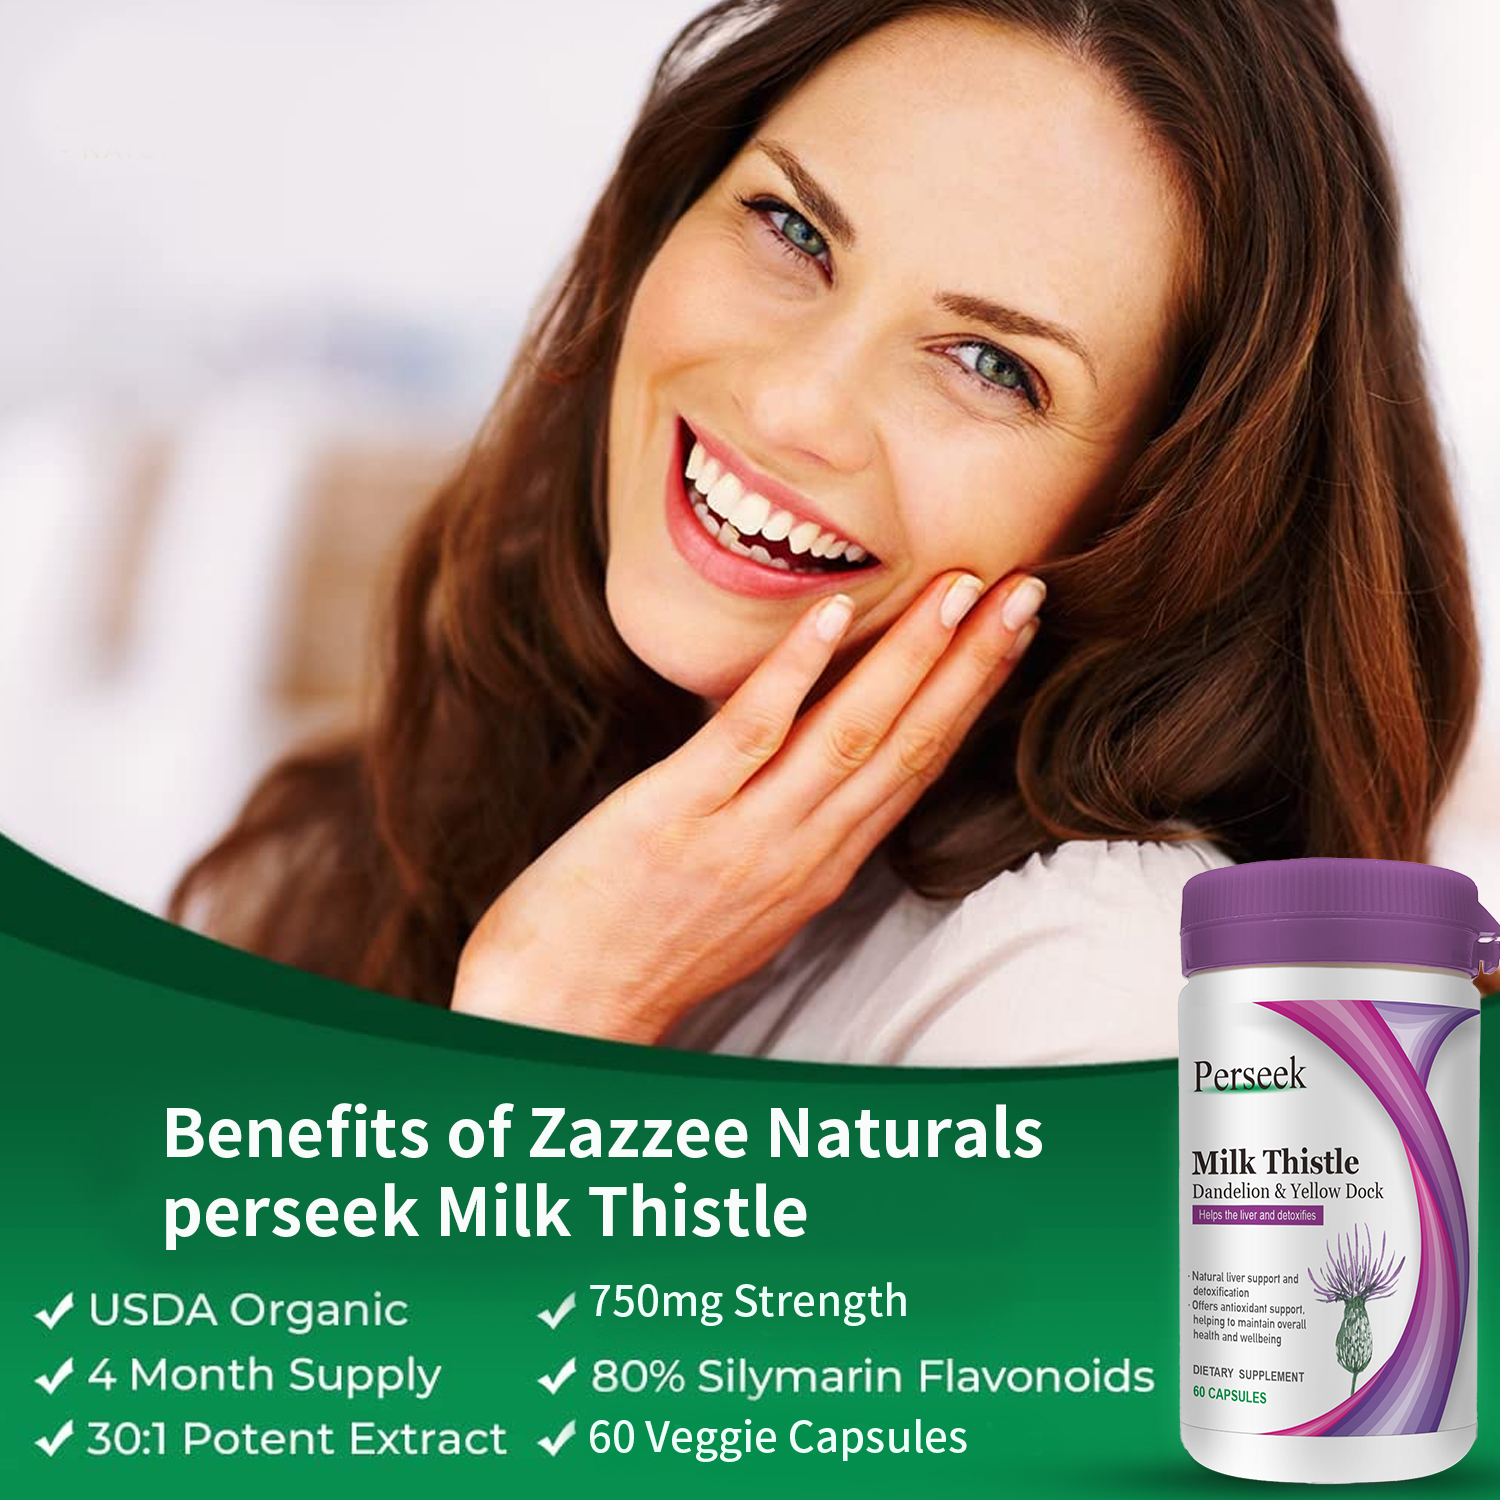 Benefits of Zazzee Naturals
perseek Milk Thistle
USDA Organic
4 Month Supply
30:1 Potent Extract
750mg Strength
80% Silymarin Flavonoids
60 Veggie Capsules
Perseek
Milk Thistle
Dandelion & Yellow Dock
Helps the liver and detoxifies
· Natural liver support and
detoxification
· Offers antioxidant support,
helping to maintain overall
health and wellbeing
DIETARY SUPPLEMENT
60 CAPSULES